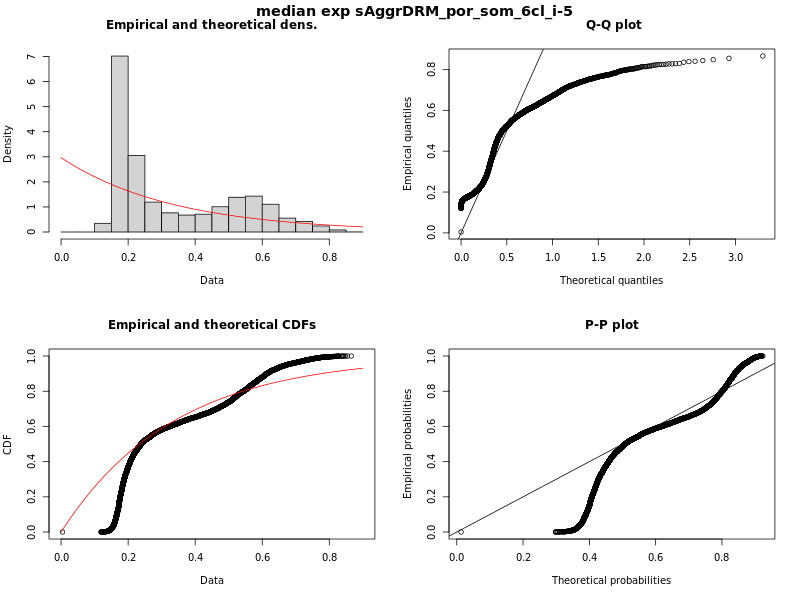 median exp sAggrDRM_por_som_6cl_i-5
Empirical and theoretical dens.
Density
0 1 2 3 4 5 6 7
0.0 0.2 0.4 0.6 0.8
Data
Q-Q plot
Empirical quantiles
0.0 0.2 0.4 0.6 0.8
0.0 0.5 1.0 1.5 2.0 2.5 3.0
Theoretical quantiles
Empirical and theoretical CDFs
CDF
0.0 0.2 0.4 0.6 0.8 1.0
0.0 0.2 0.4 0.6 0.8
Data
P-P plot
Empirical probabilities
0.0 0.2 0.4 0.6 0.8 1.0
0.0 0.2 0.4 0.6 0.8
Theoretical probabilities